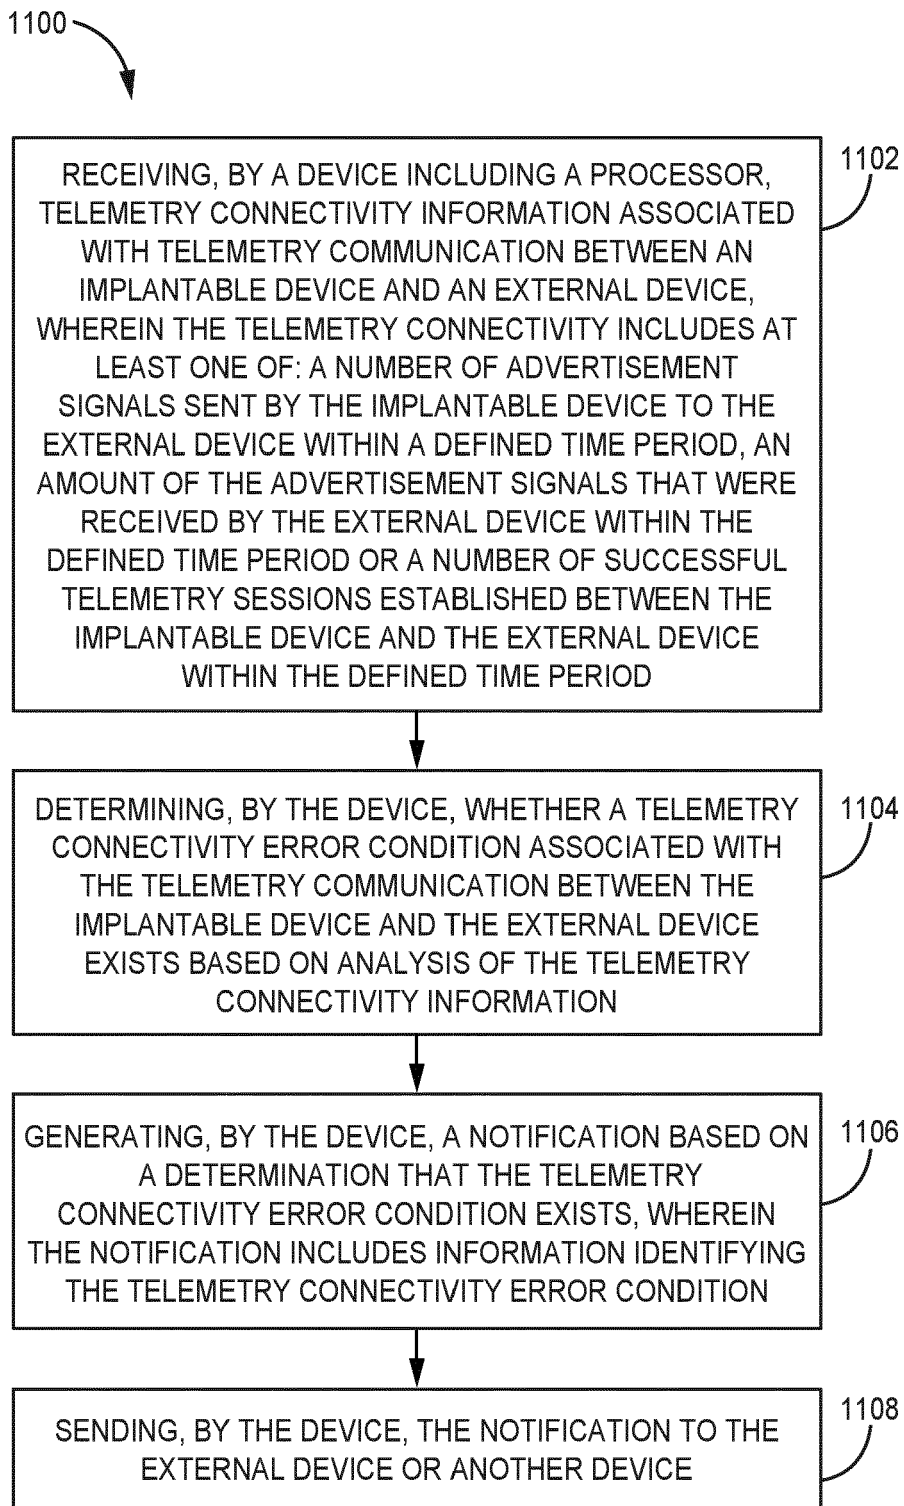 1100
RECEIVING, BY A DEVICE INCLUDING A PROCESSOR,
TELEMETRY CONNECTIVITY INFORMATION ASSOCIATED
WITH TELEMETRY COMMUNICATION BETWEEN AN
IMPLANTABLE DEVICE AND AN EXTERNAL DEVICE,
WHEREIN THE TELEMETRY CONNECTIVITY INCLUDES AT
LEAST ONE OF: A NUMBER OF ADVERTISEMENT
SIGNALS SENT BY THE IMPLANTABLE DEVICE TO THE
EXTERNAL DEVICE WITHIN A DEFINED TIME PERIOD, AN
AMOUNT OF THE ADVERTISEMENT SIGNALS THAT WERE
RECEIVED BY THE EXTERNAL DEVICE WITHIN THE
DEFINED TIME PERIOD OR A NUMBER OF SUCCESSFUL
TELEMETRY SESSIONS ESTABLISHED BETWEEN THE
IMPLANTABLE DEVICE AND THE EXTERNAL DEVICE
WITHIN THE DEFINED TIME PERIOD
1102
DETERMINING, BY THE DEVICE, WHETHER A TELEMETRY
CONNECTIVITY ERROR CONDITION ASSOCIATED WITH
THE TELEMETRY COMMUNICATION BETWEEN THE
IMPLANTABLE DEVICE AND THE EXTERNAL DEVICE
EXISTS BASED ON ANALYSIS OF THE TELEMETRY
CONNECTIVITY INFORMATION
1104
GENERATING, BY THE DEVICE, A NOTIFICATION BASED ON
A DETERMINATION THAT THE TELEMETRY
CONNECTIVITY ERROR CONDITION EXISTS, WHEREIN
THE NOTIFICATION INCLUDES INFORMATION IDENTIFYING
THE TELEMETRY CONNECTIVITY ERROR CONDITION
1106
SENDING, BY THE DEVICE, THE NOTIFICATION TO THE
EXTERNAL DEVICE OR ANOTHER DEVICE
1108